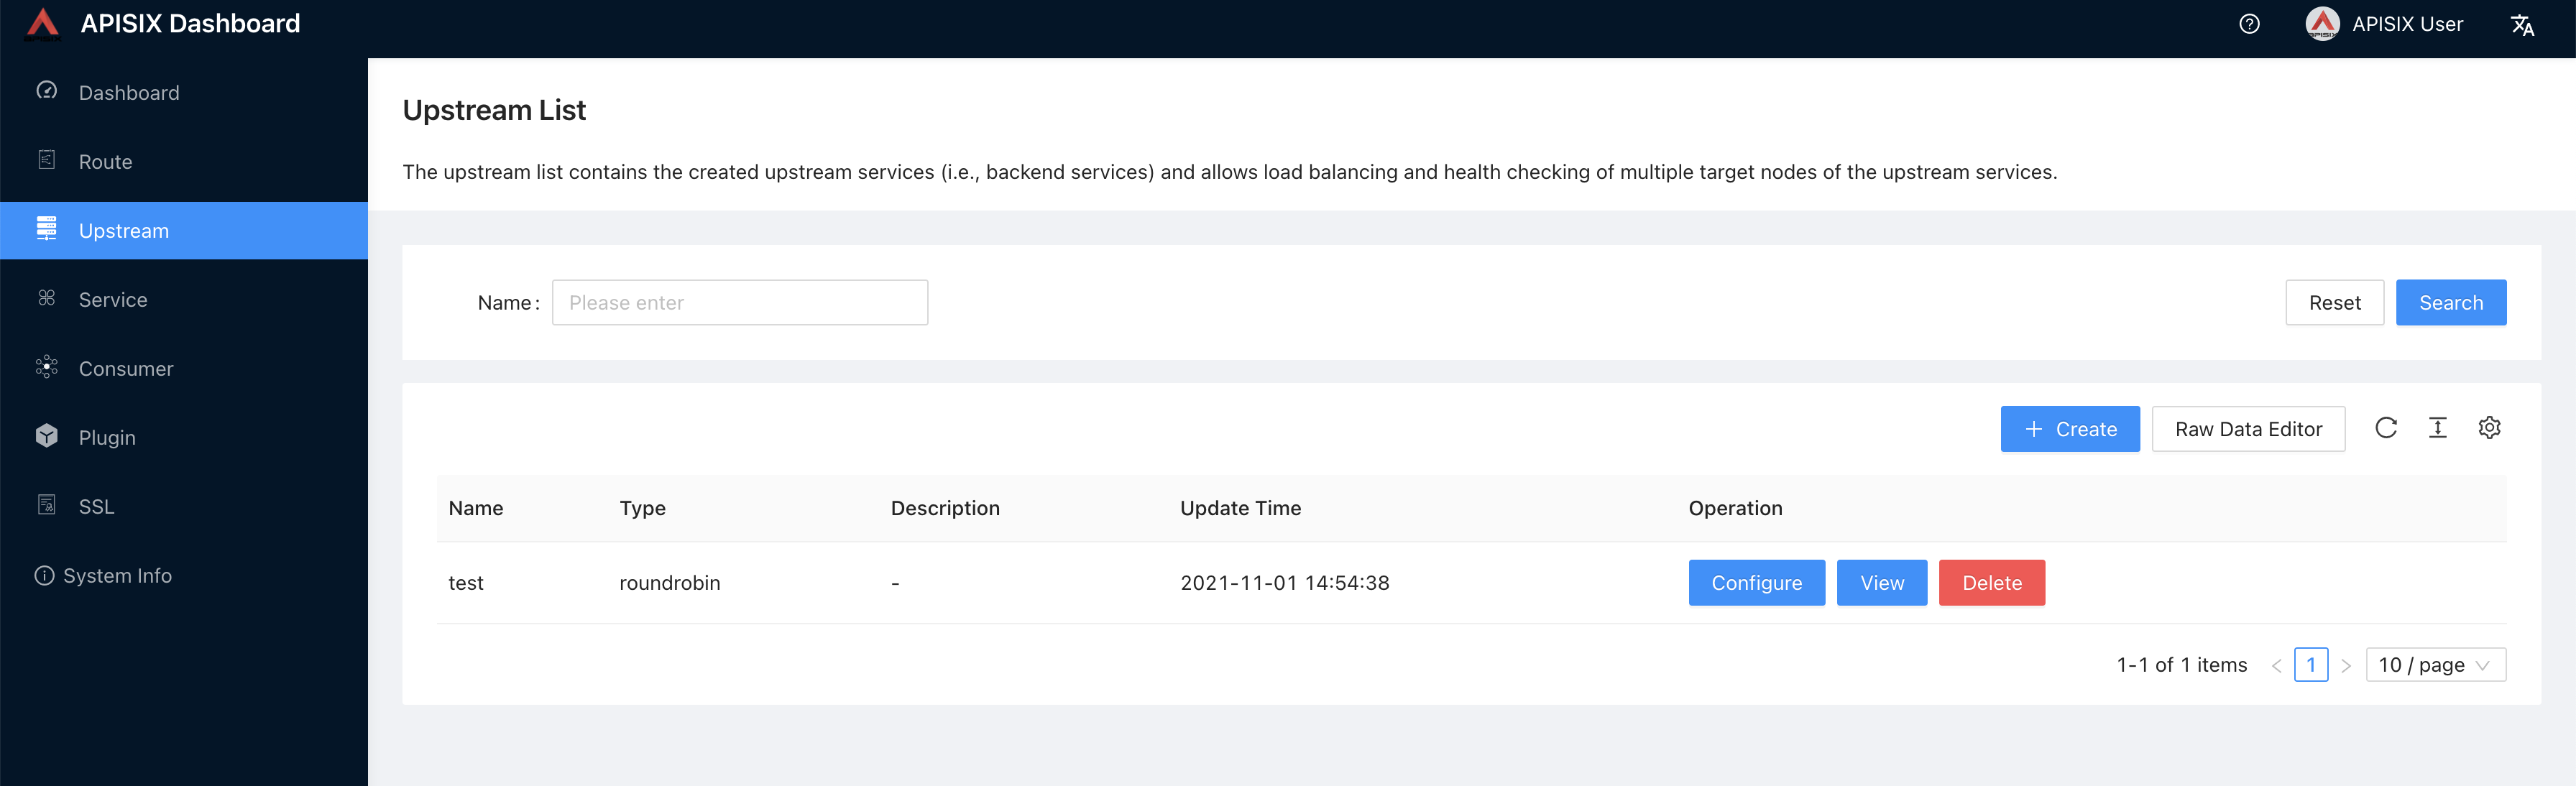 APISIX Dashboard
APISIX User
Dashboard
Route
Upstream
Service
Consumer
Plugin
SSL
System Info
Upstream List
The upstream list contains the created upstream services (i.e., backend services) and allows load balancing and health checking of multiple target nodes of the upstream services.
Name: Please enter Reset Search
+ Create Raw Data Editor
Name Type Description Update Time Operation
test roundrobin - 2021-11-01 14:54:38 Configure View Delete
1-1 of 1 items < 1 > 10 / page